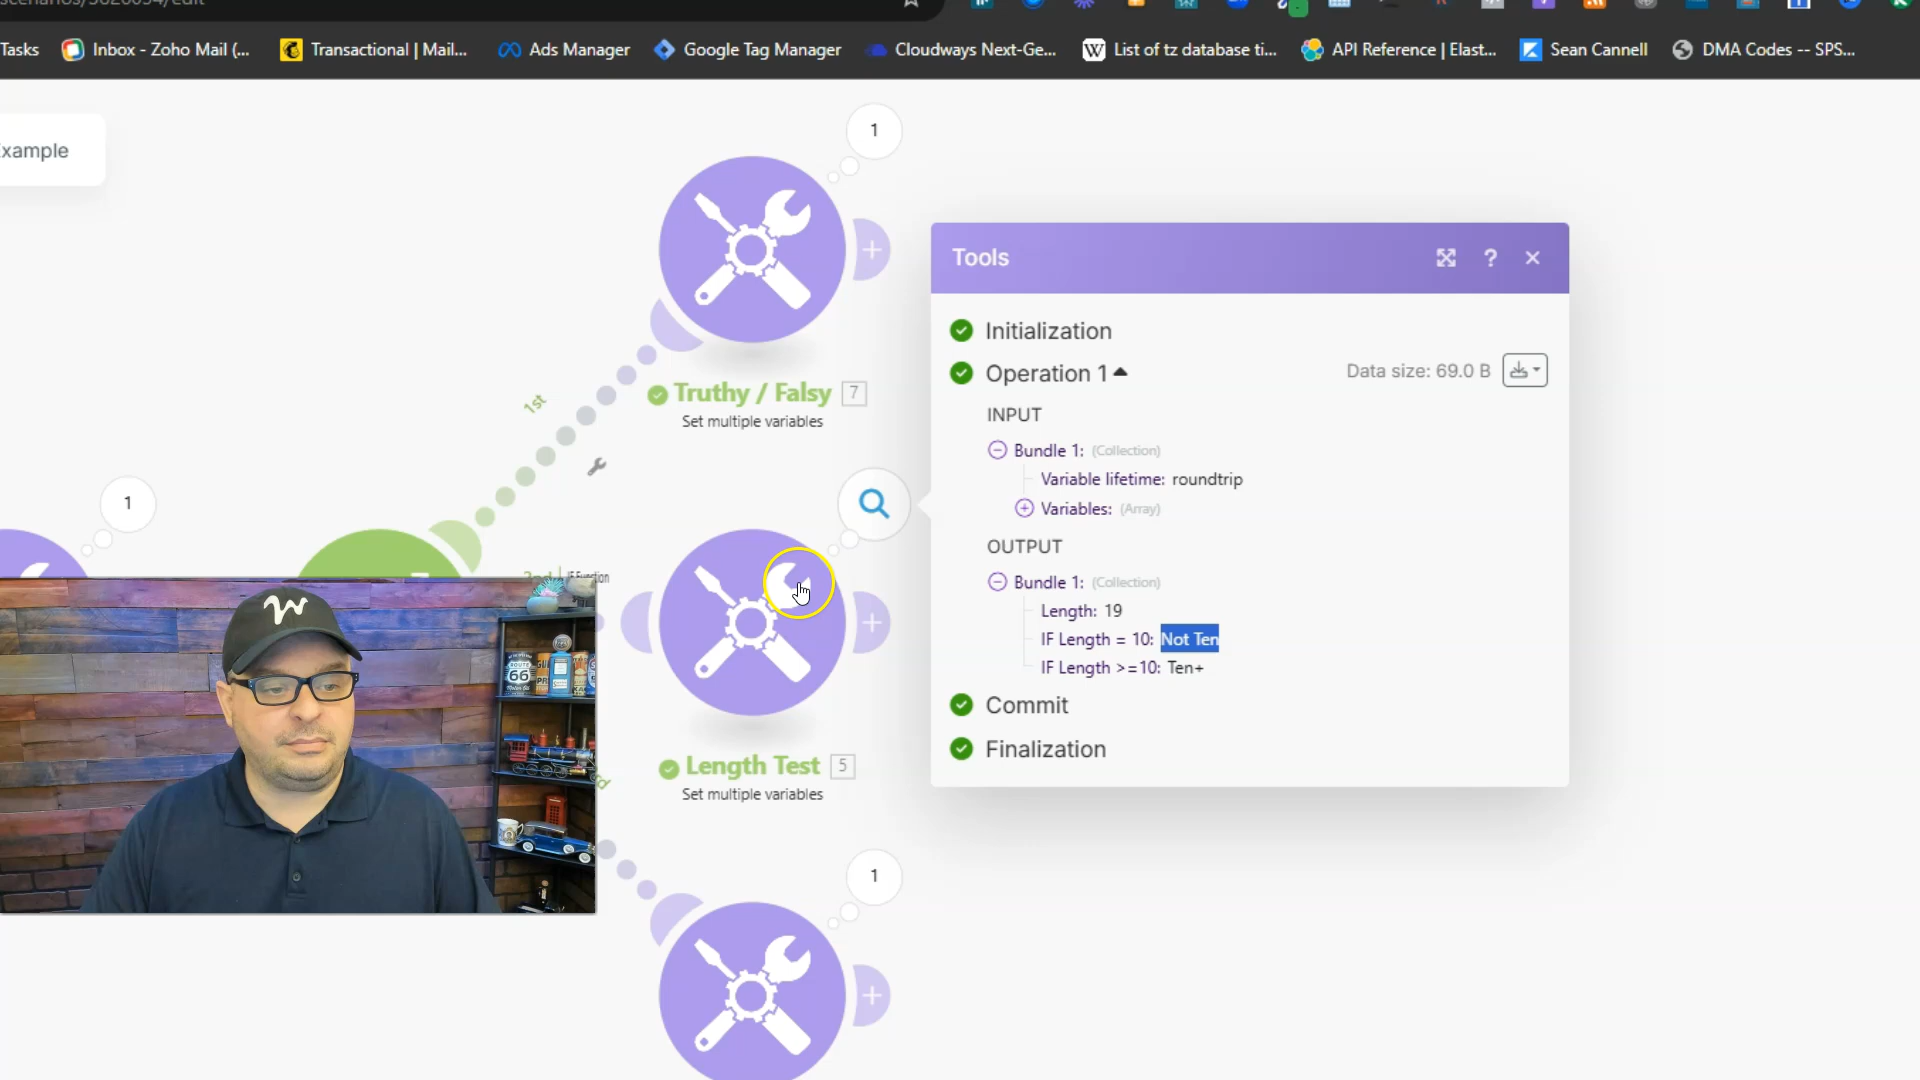 Tasks
Inbox - Zoho Mail (...
Transactional | Mail...
Ads Manager
Google Tag Manager
Cloudways Next-Ge...
List of tz database ti...
API Reference | Elast...
Sean Cannell
DMA Codes -- SPS...
1
Tools
Initialization
Operation 1
Data size: 69.0 B
INPUT
Bundle 1: (Collection)
Variable lifetime: roundtrip
Variables: (Array)
OUTPUT
Bundle 1: (Collection)
Length: 19
IF Length = 10: Not Ten
IF Length >=10: Ten+
Commit
Finalization
1st
Truthy / Falsy 7
Set multiple variables
1
IF Function
Length Test 5
Set multiple variables
1
ROUTE
66